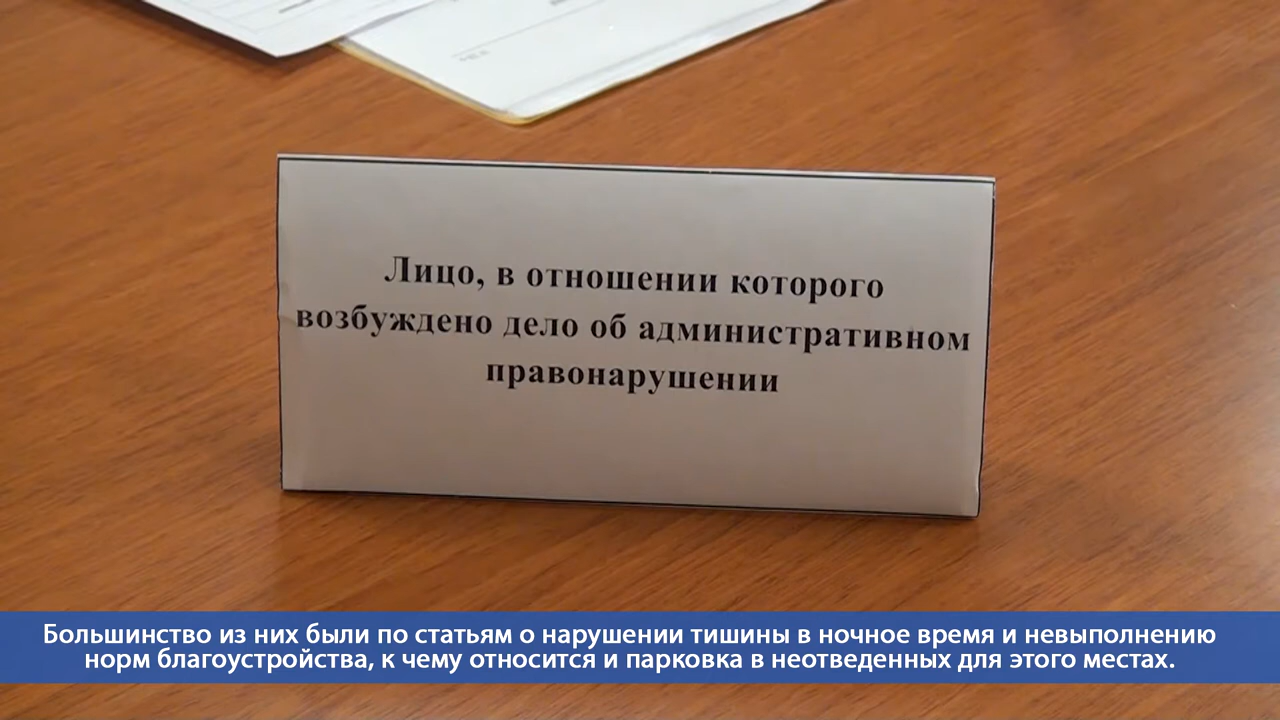 Лицо, в отношении которого
возбуждено дело об административном
правонарушении
Большинство из них были по статьям о нарушении тишины в ночное время и невыполнению
норм благоустройства, к чему относится и парковка в неотведенных для этого местах.